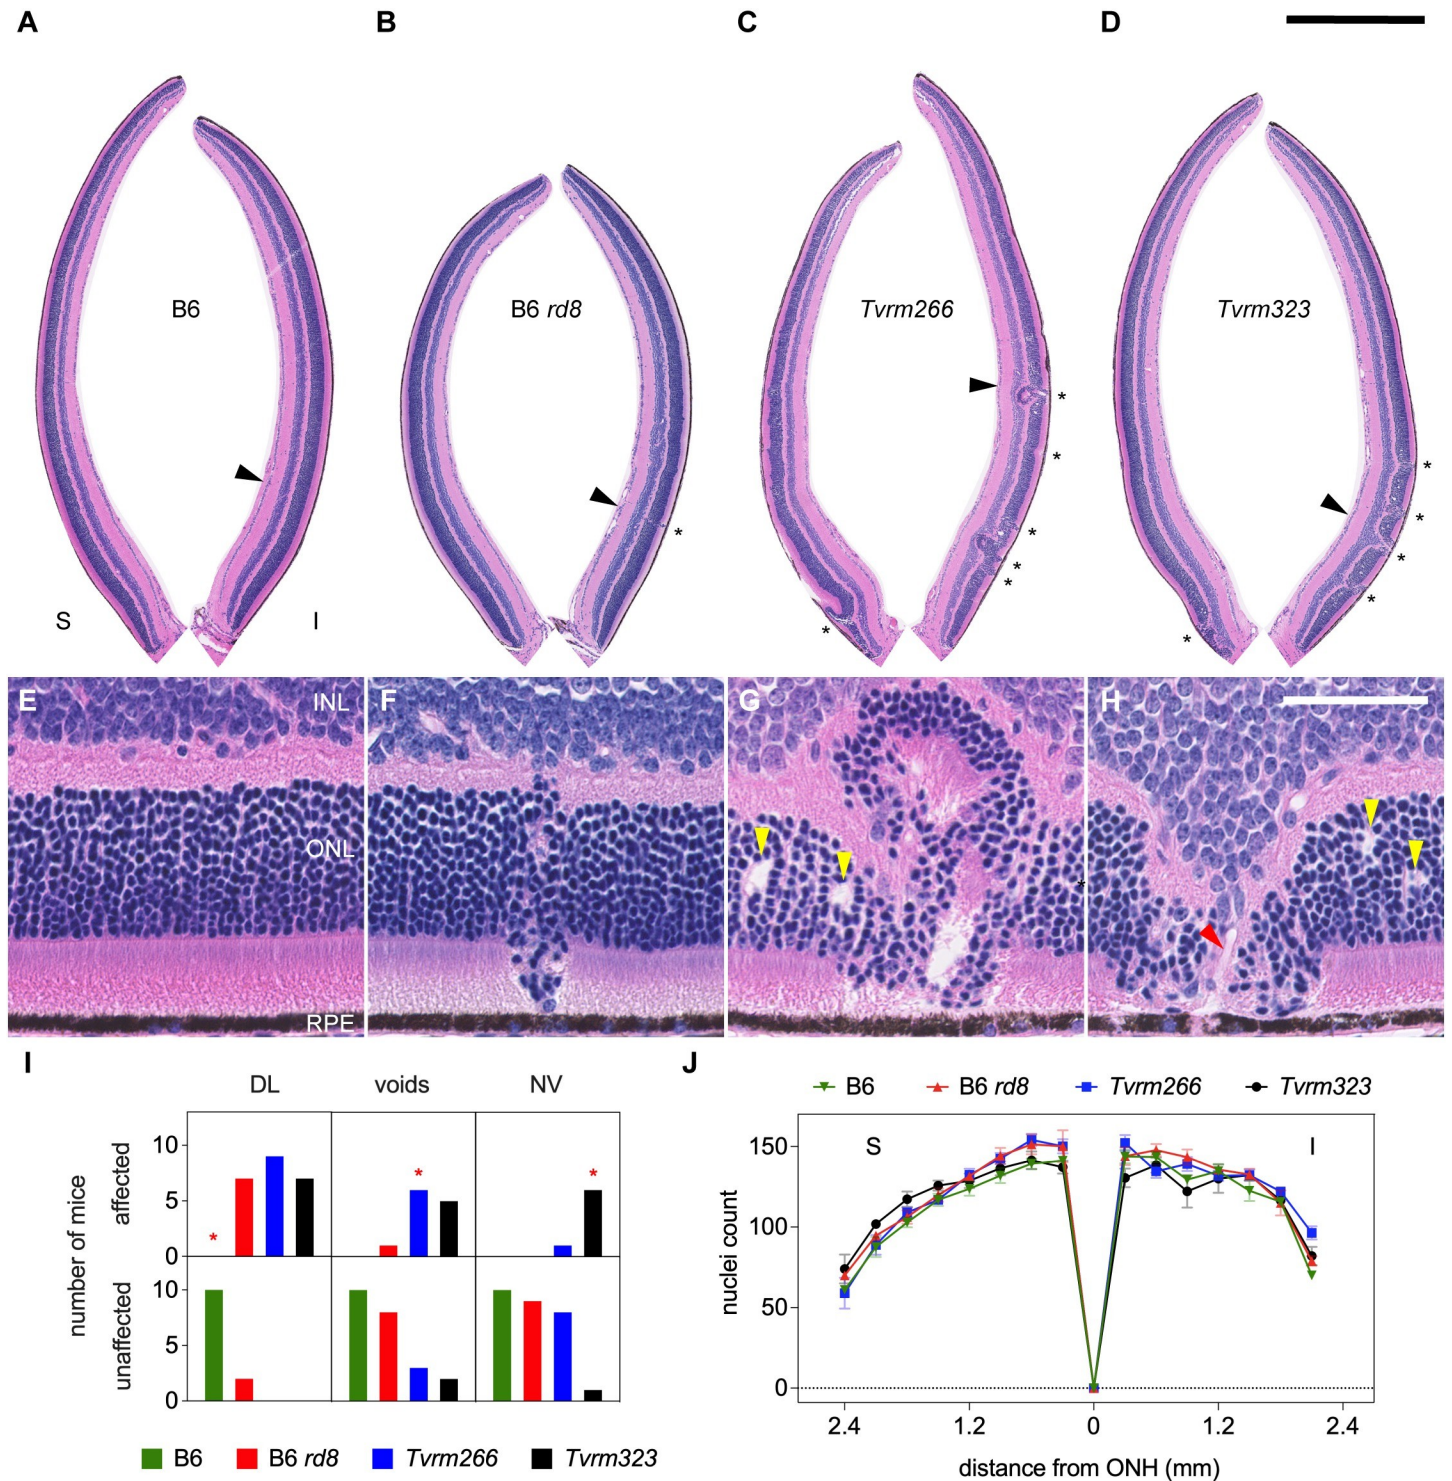 A
B
C
D
B6
B6 rd8
Tvrm266
Tvrm323
*
*
*
*
*
*
*
*
*
*
*
*
S
I
E
INL
ONL
RPE
F
G
*
H
I
DL
voids
NV
number of mice
affected
unaffected
10
5
0
10
5
0
*
*
*
B6
B6 rd8
Tvrm266
Tvrm323
J
B6
B6 rd8
Tvrm266
Tvrm323
S
I
nuclei count
150
100
50
0
2.4
1.2
0
1.2
2.4
distance from ONH (mm)